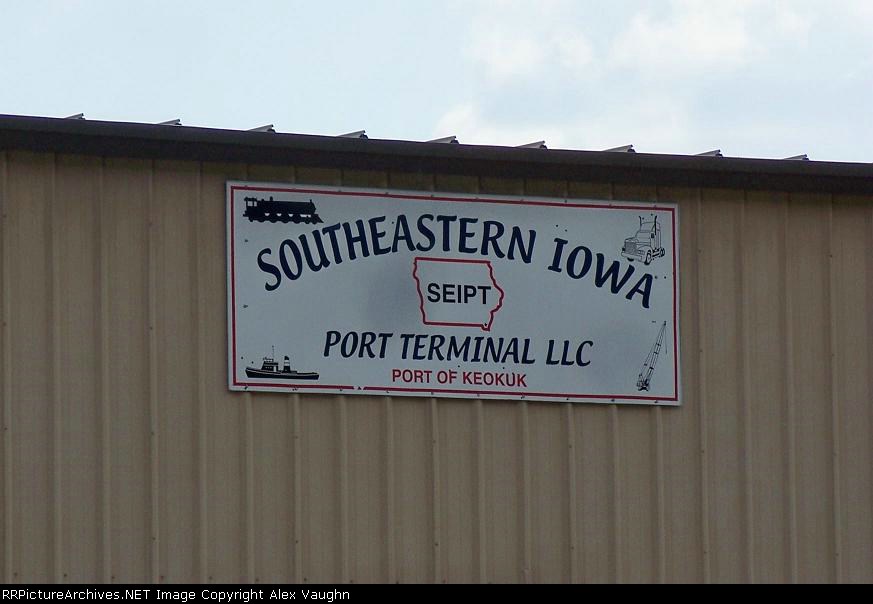 SOUTHEASTERN IOWA
SEIPT
PORT TERMINAL LLC
PORT OF KEOKUK
RRPictureArchives.NET Image Copyright Alex Vaughn